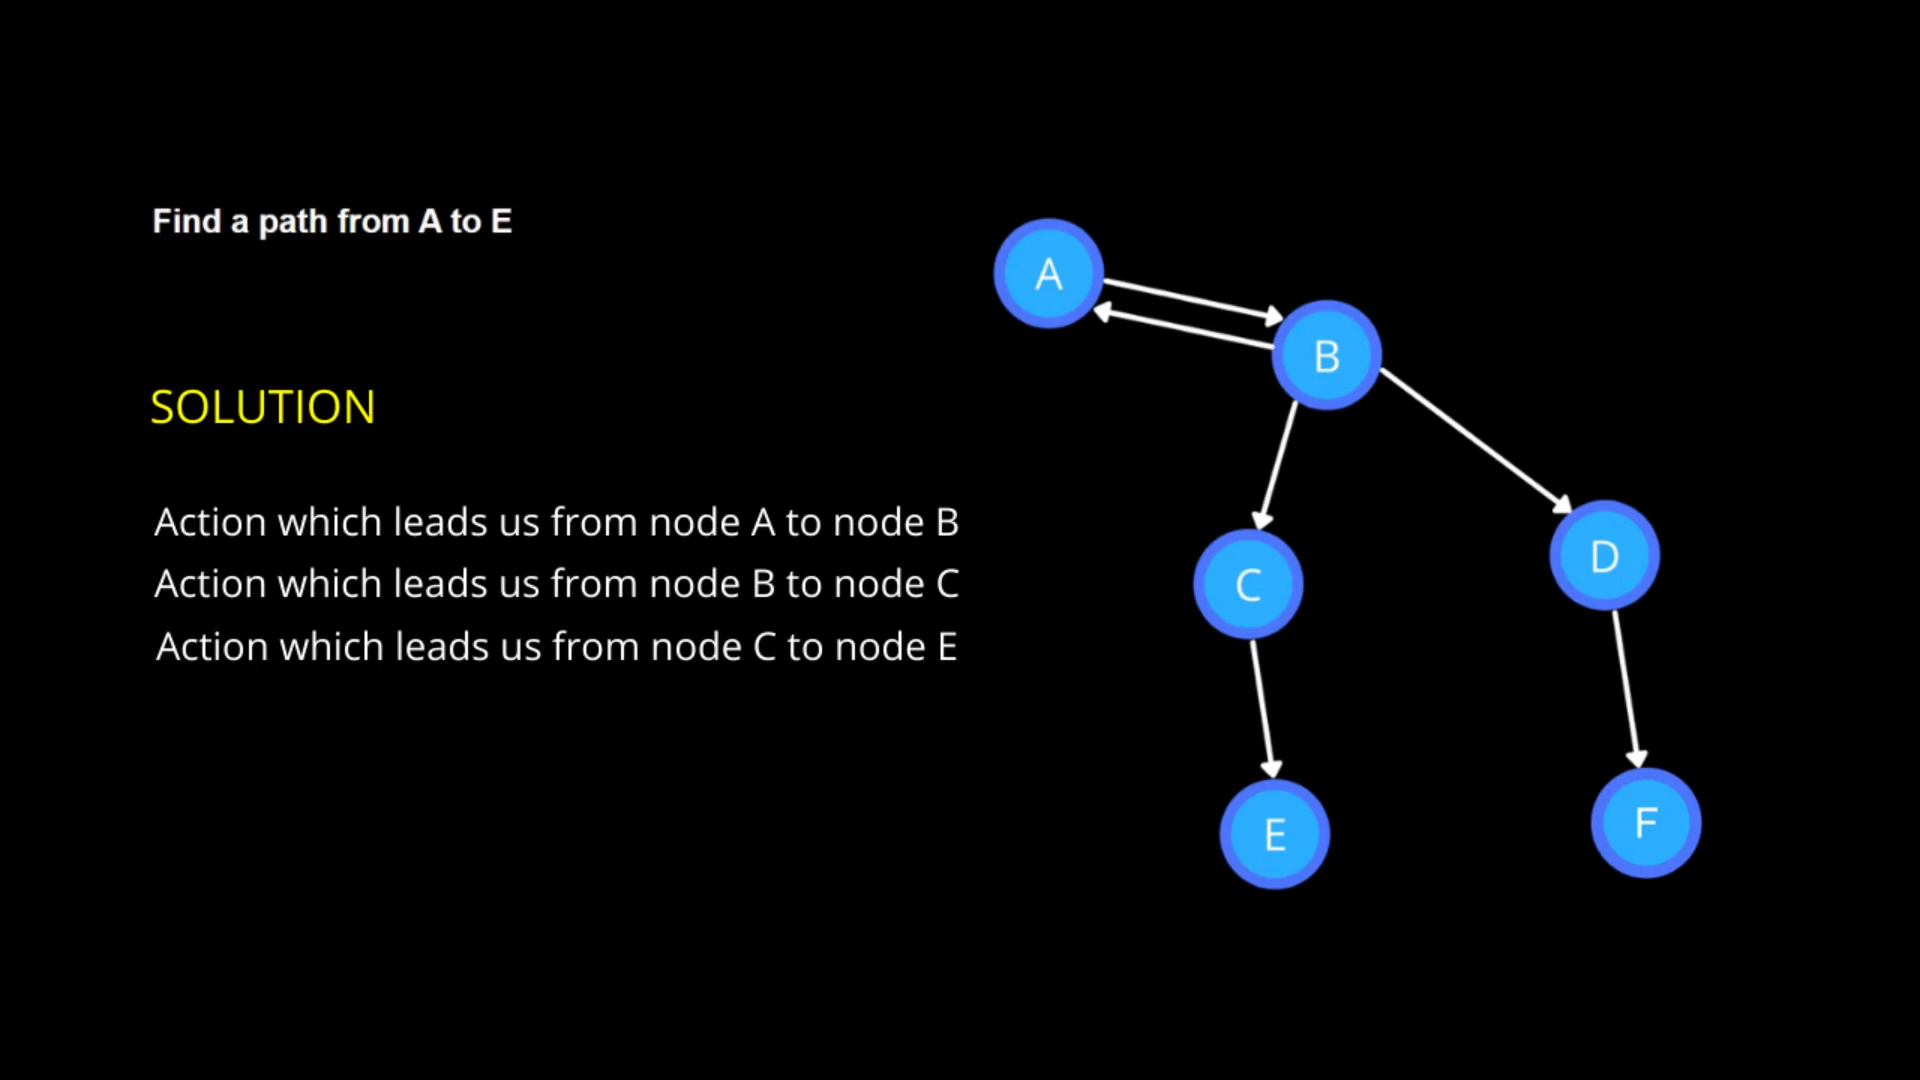 Find a path from A to E
SOLUTION
Action which leads us from node A to node B
Action which leads us from node B to node C
Action which leads us from node C to node E
A
B
C
D
E
F